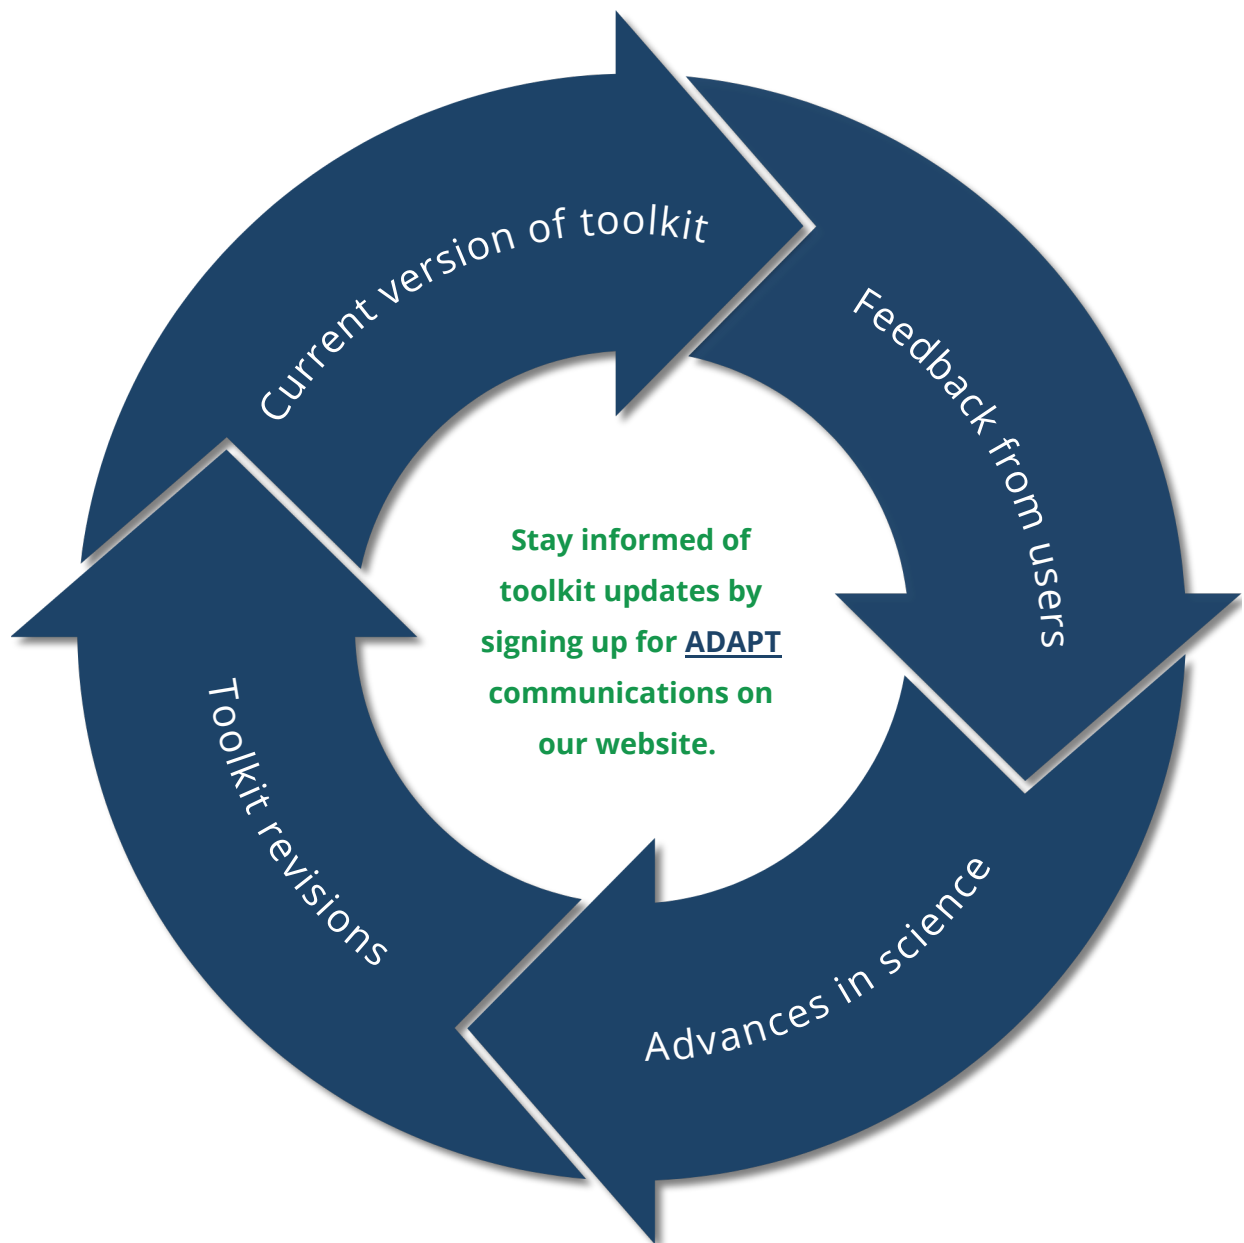 Current version of toolkit
Feedback from users
Stay informed of
toolkit updates by
signing up for ADAPT
communications on
our website.
Advances in science
Toolkit revisions